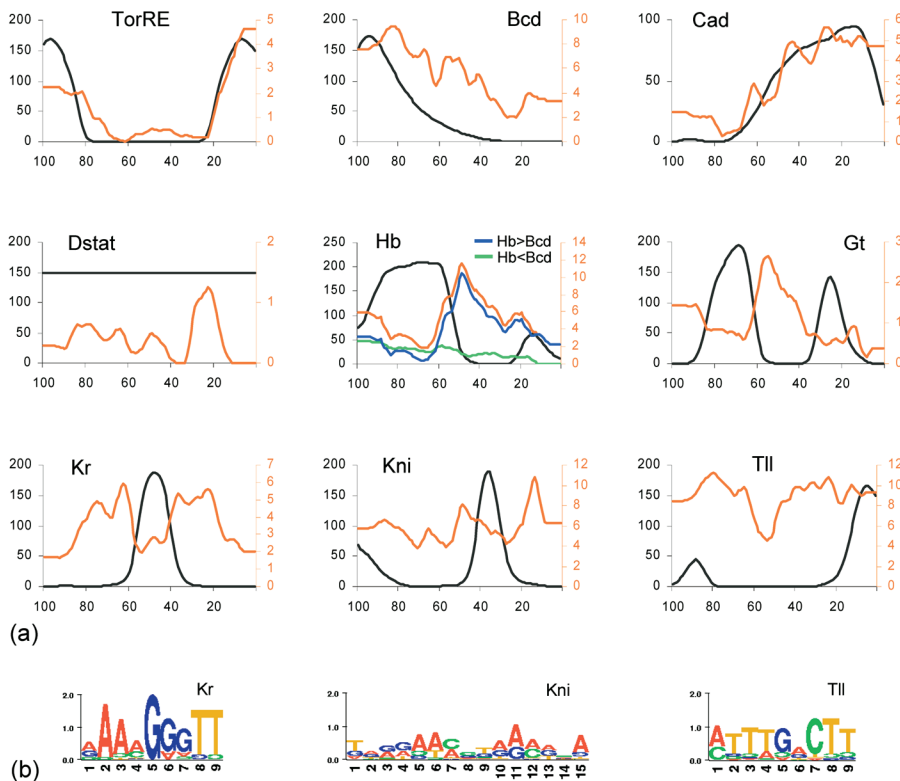 TorRE
200 150 100 50 0
5 4 3 2 1 0
100 80 60 40 20
Bcd
200 150 100 50 0
10 8 6 4 2 0
100 80 60 40 20
Cad
100 50 0
6 5 4 3 2 1 0
100 80 60 40 20
Dstat
200 150 100 50 0
2 1 1 0
100 80 60 40 20
Hb
Hb>Bcd
Hb<Bcd
250 200 150 100 50 0
14 12 10 8 6 4 2 0
100 80 60 40 20
Gt
200 150 100 50 0
3 2 1 0
100 80 60 40 20
Kr
200 150 100 50 0
7 6 5 4 3 2 1 0
100 80 60 40 20
Kni
200 150 100 50 0
12 10 8 6 4 2 0
100 80 60 40 20
Tll
200 150 100 50 0
12 10 8 6 4 2 0
100 80 60 40 20
(a)
Kr
2.0 1.0 0.0
AAAAGGGTT
1 2 3 4 5 6 7 8 9
Kni
2.0 1.0 0.0
1 2 3 4 5 6 7 8 9 10 11 12 13 14 15
Tll
2.0 1.0 0.0
ATTTGACTT
1 2 3 4 5 6 7 8 9
(b)